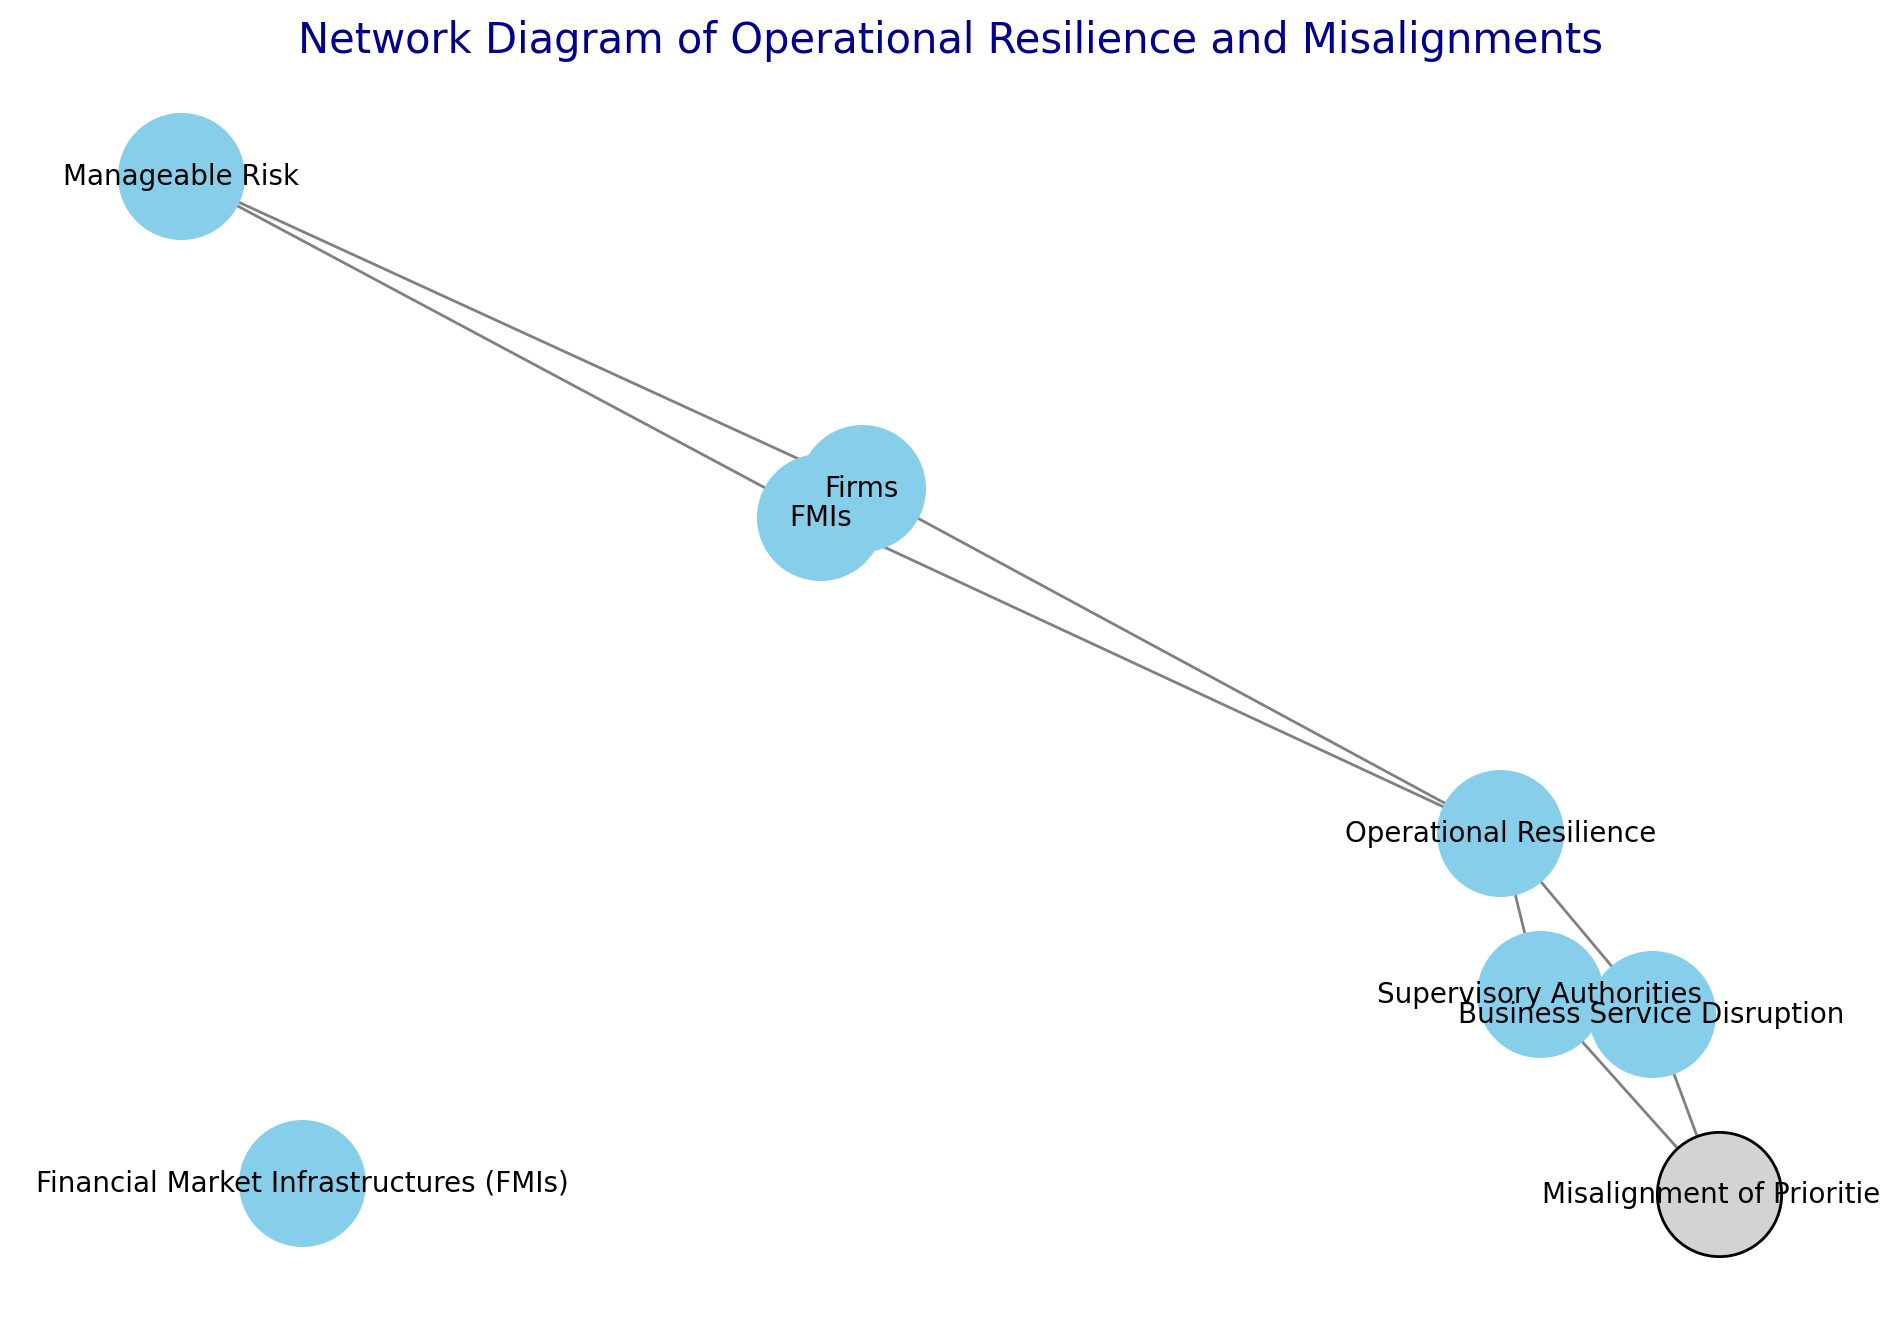 Network Diagram of Operational Resilience and Misalignments
Manageable Risk
Firms
FMIs
Operational Resilience
Supervisory Authorities
Business Service Disruption
Financial Market Infrastructures (FMIs)
Misalignment of Prioritie